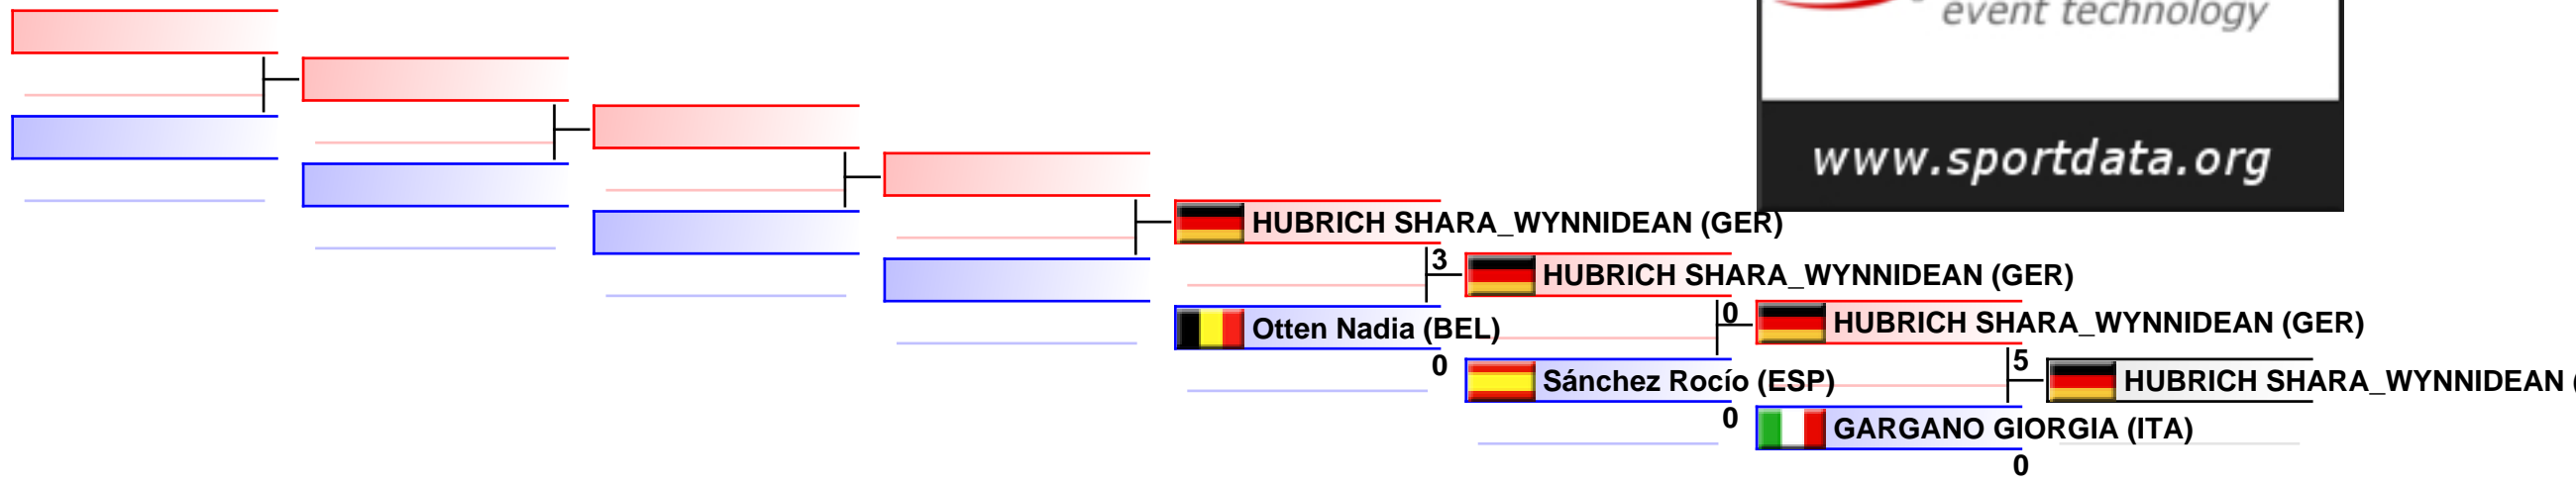 event technology
www.sportdata.org
HUBRICH SHARA_WYNNIDEAN (GER)
3
HUBRICH SHARA_WYNNIDEAN (GER)
Otten Nadia (BEL)
0
0
HUBRICH SHARA_WYNNIDEAN (GER)
Sánchez Rocío (ESP)
0
5
HUBRICH SHARA_WYNNIDEAN (
GARGANO GIORGIA (ITA)
0